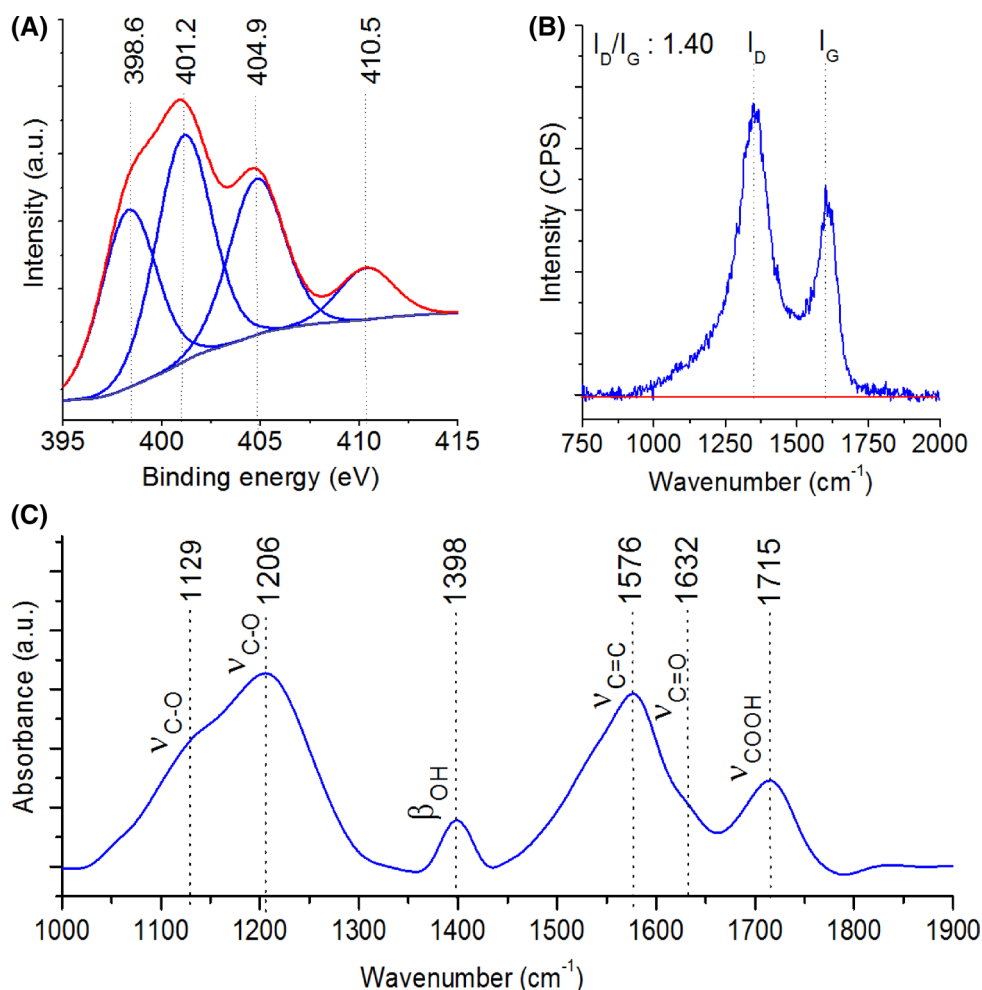 (A)
398.6
401.2
404.9
410.5
Intensity (a.u.)
395 400 405 410 415
Binding energy (eV)
(B)
I_D/I_G : 1.40
I_D
I_G
Intensity (CPS)
750 1000 1250 1500 1750 2000
Wavenumber (cm⁻¹)
(C)
1129
1206
1398
1576
1632
1715
ν_C-O
ν_C-O
β_OH
ν_C=C
ν_C=O
ν_COOH
Absorbance (a.u.)
1000 1100 1200 1300 1400 1500 1600 1700 1800 1900
Wavenumber (cm⁻¹)